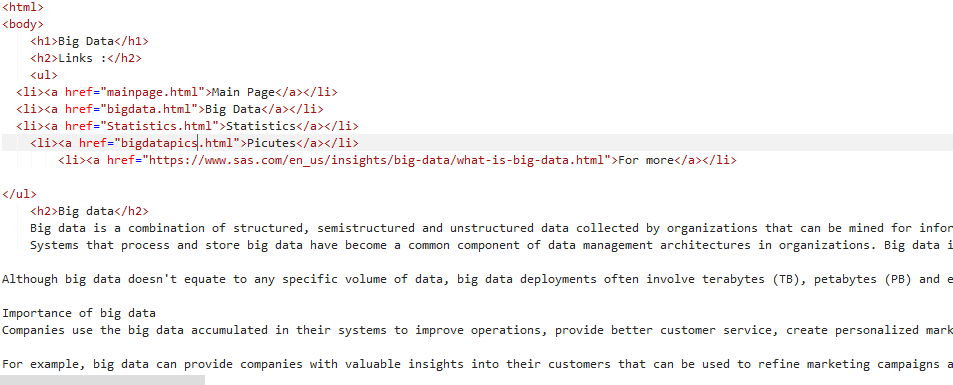 <html>
<body>
<h1>Big Data</h1>
<h2>Links :</h2>
<ul>
<li><a href="mainpage.html">Main Page</a></li>
<li><a href="bigdata.html">Big Data</a></li>
<li><a href="Statistics.html">Statistics</a></li>
<li><a href="bigdatapics.html">Picutes</a></li>
<li><a href="https://www.sas.com/en_us/insights/big-data/what-is-big-data.html">For more</a></li>
</ul>
<h2>Big data</h2>
Big data is a combination of structured, semistructured and unstructured data collected by organizations that can be mined for infor
Systems that process and store big data have become a common component of data management architectures in organizations. Big data i
Although big data doesn't equate to any specific volume of data, big data deployments often involve terabytes (TB), petabytes (PB) and e
Importance of big data
Companies use the big data accumulated in their systems to improve operations, provide better customer service, create personalized mark
For example, big data can provide companies with valuable insights into their customers that can be used to refine marketing campaigns a